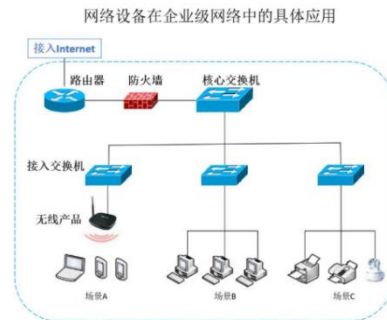 网络设备在企业级网络中的具体应用
接入Internet
路由器
防火墙
核心交换机
接入交换机
无线产品
场景A
场景B
场景C